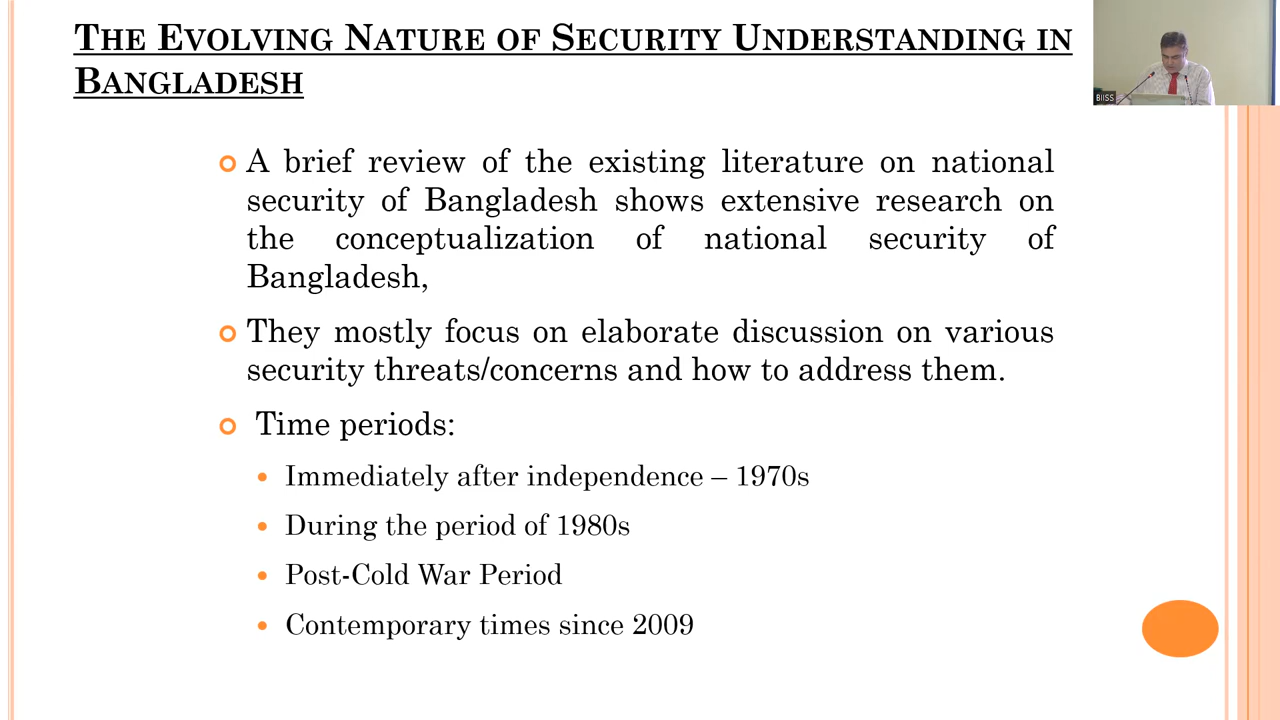 THE EVOLVING NATURE OF SECURITY UNDERSTANDING IN
BANGLADESH
BIISS
A brief review of the existing literature on national
security of Bangladesh shows extensive research on
the conceptualization of national security of
Bangladesh,
They mostly focus on elaborate discussion on various
security threats/concerns and how to address them.
Time periods:
Immediately after independence – 1970s
During the period of 1980s
Post-Cold War Period
Contemporary times since 2009